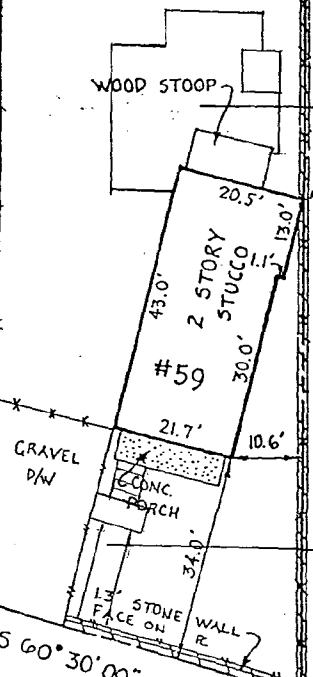 WOOD STOOP
20.5'
13.0'
1.1'
2 STORY
STUCCO
43.0'
30.0'
#59
21.7'
10.6'
GRAVEL
D/W
CONC.
PORCH
34.0'
1.3' STONE WALL
FACE ON R
S 60° 30' 00"